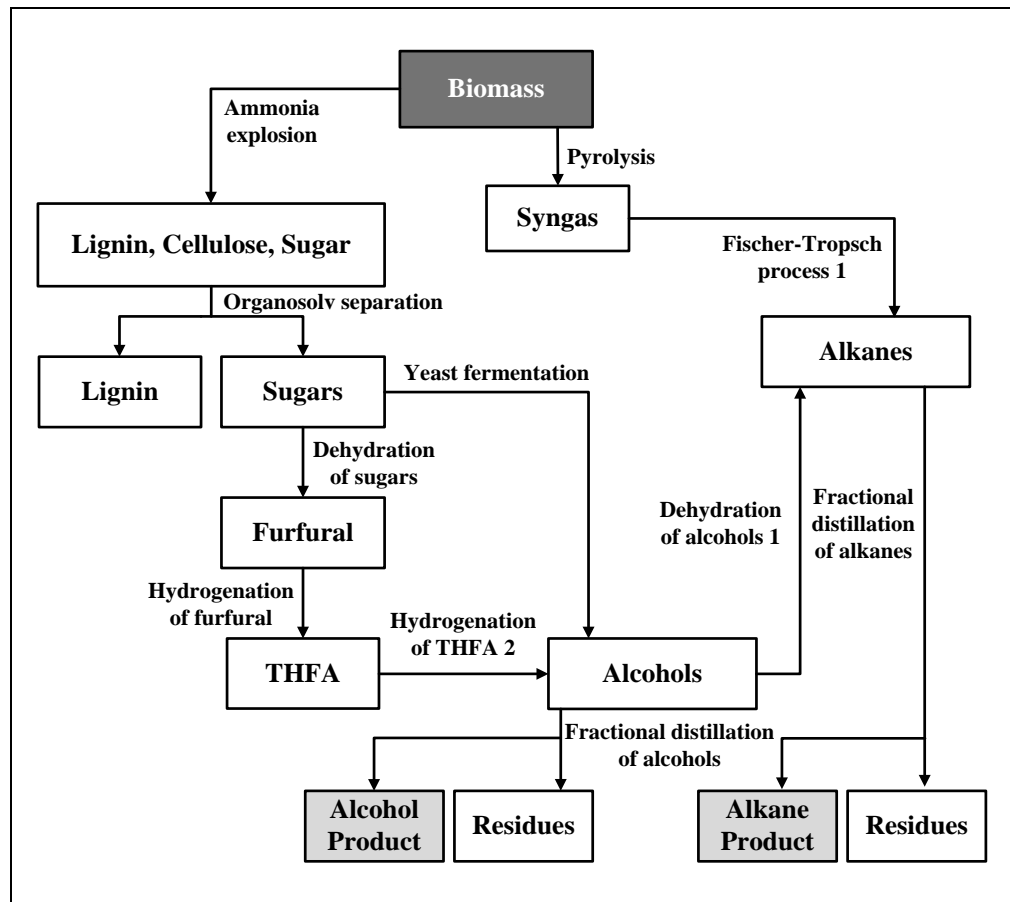 Biomass
Ammonia
explosion
Pyrolysis
Syngas
Lignin, Cellulose, Sugar
Fischer-Tropsch
process 1
Organosolv separation
Alkanes
Lignin
Sugars
Yeast fermentation
Dehydration
of sugars
Furfural
Dehydration
of alcohols 1
Fractional
distillation
of alkanes
Hydrogenation
of furfural
Hydrogenation
of THFA 2
THFA
Alcohols
Fractional distillation
of alcohols
Alcohol
Product
Residues
Alkane
Product
Residues